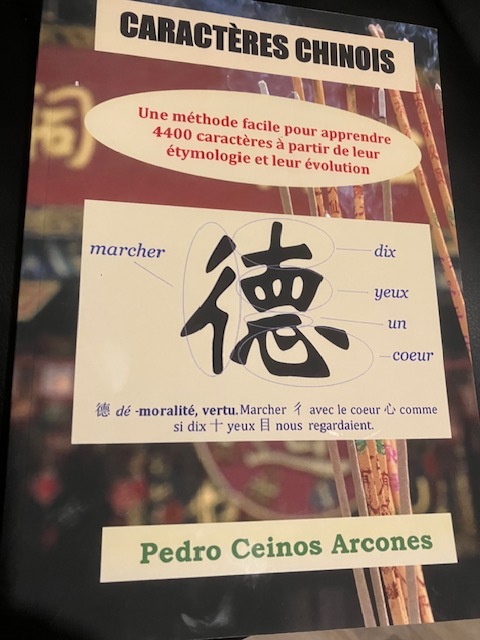 CARACTÈRES CHINOIS
Une méthode facile pour apprendre
4400 caractères à partir de leur
étymologie et leur évolution
marcher
德
dix
yeux
un
coeur
德 dé -moralité, vertu. Marcher 彳 avec le coeur 心 comme
si dix 十 yeux 目 nous regardaient.
Pedro Ceinos Arcones